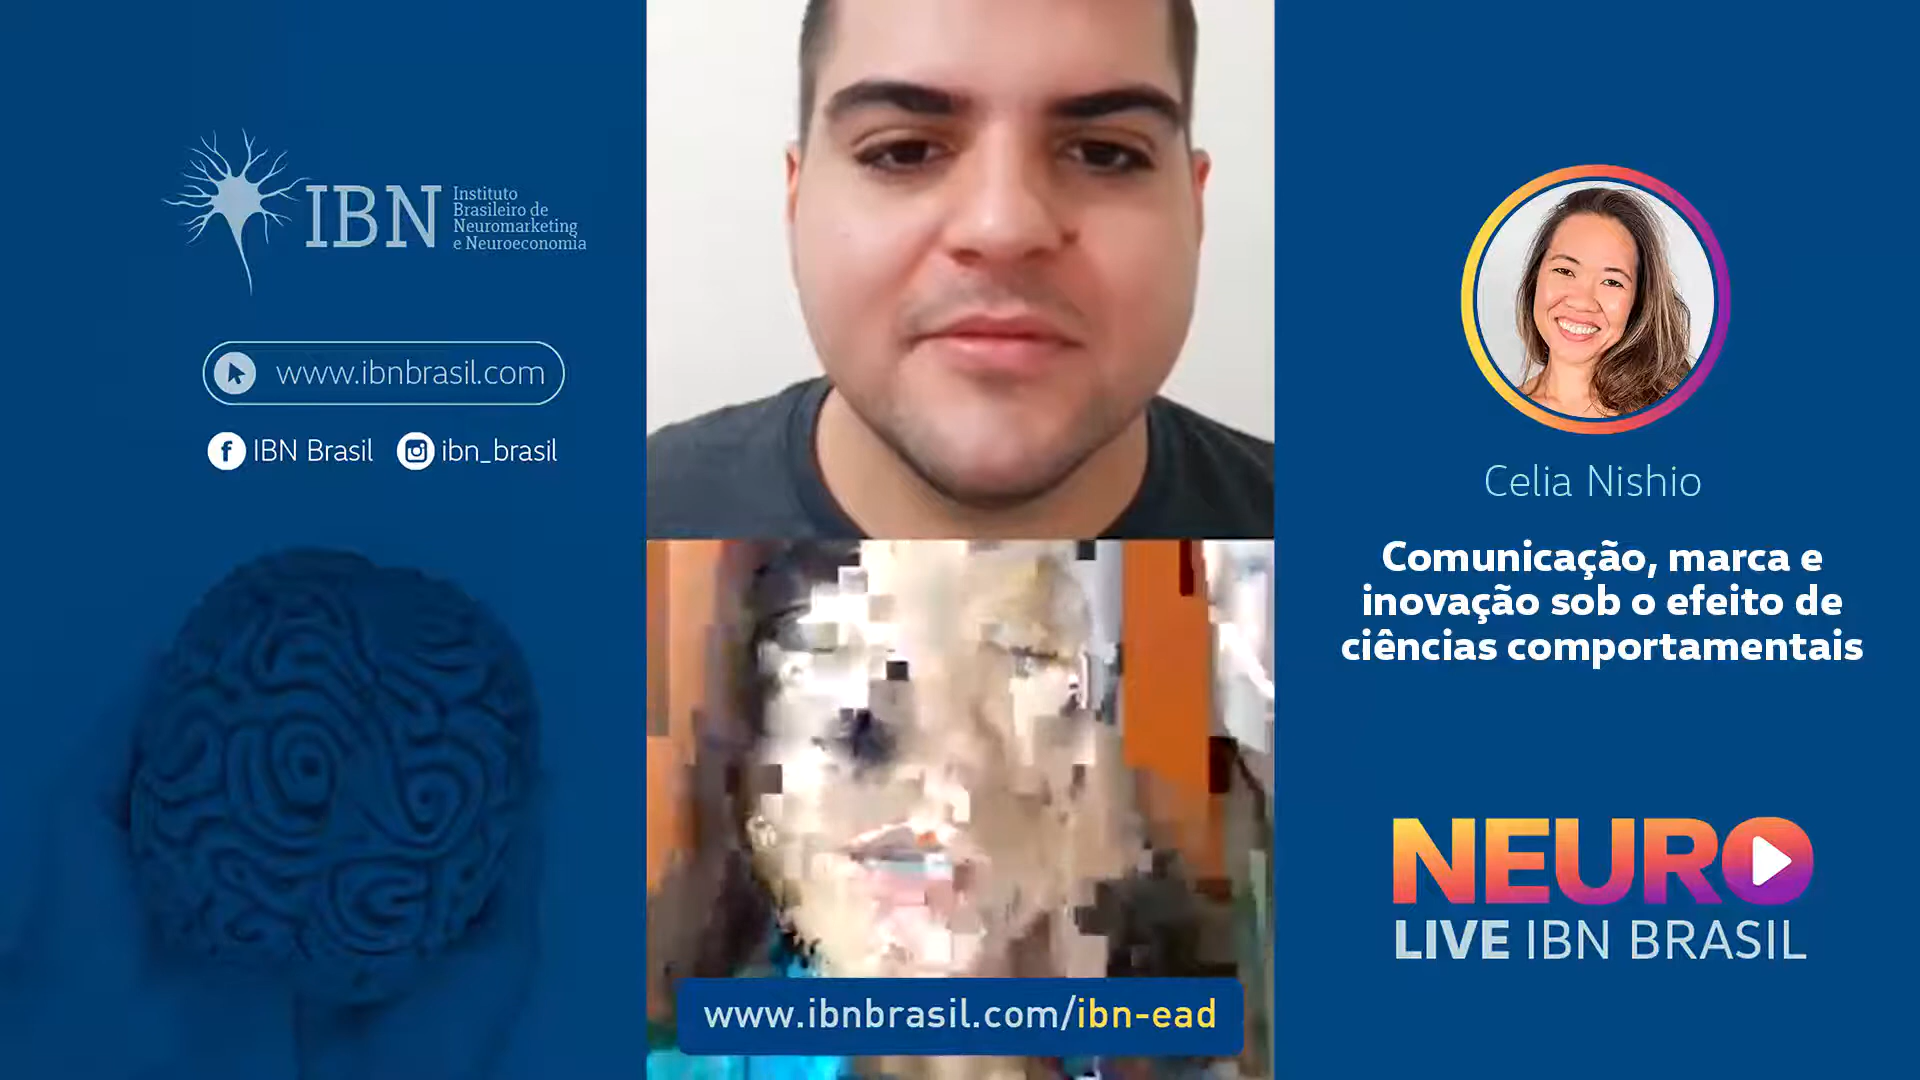 IBN
Instituto
Brasileiro de
Neuromarketing
e Neuroeconomia
www.ibnbrasil.com
IBN Brasil
ibn_brasil
www.ibnbrasil.com/ibn-ead
Celia Nishio
Comunicação, marca e
inovação sob o efeito de
ciências comportamentais
NEURO
LIVE IBN BRASIL